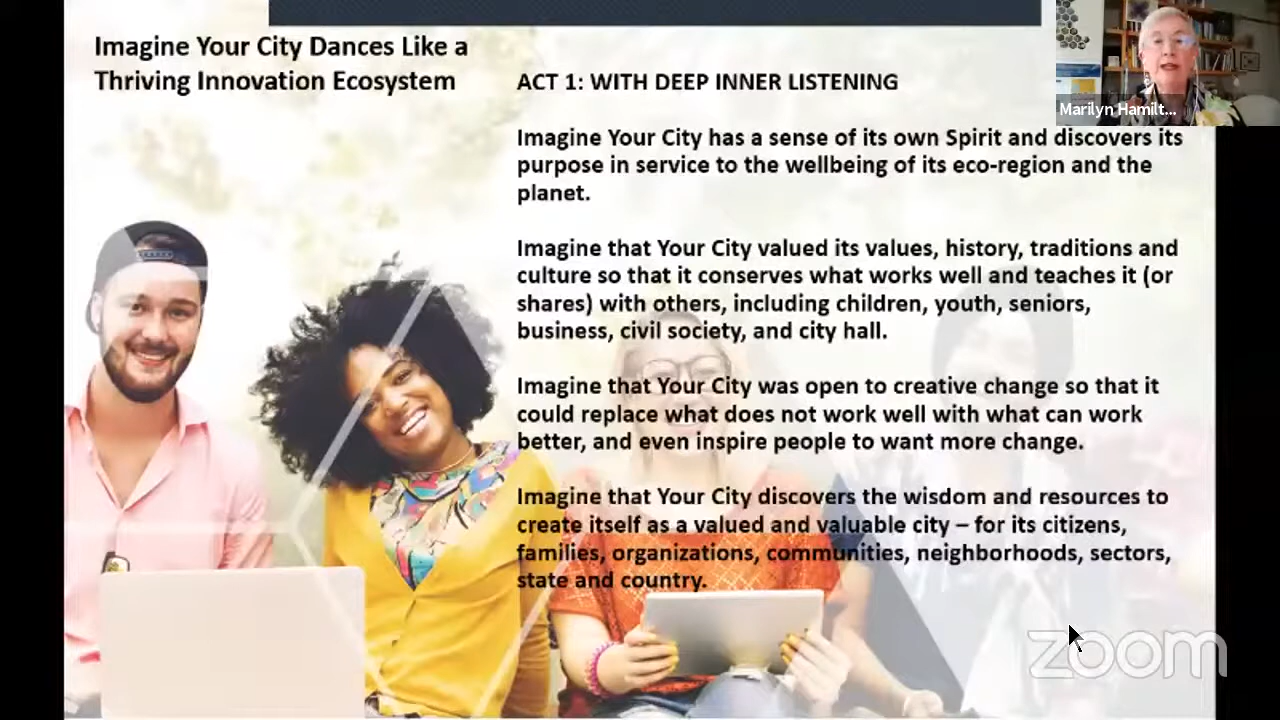 Imagine Your City Dances Like a
Thriving Innovation Ecosystem
ACT 1: WITH DEEP INNER LISTENING
Imagine Your City has a sense of its own Spirit and discovers its
purpose in service to the wellbeing of its eco-region and the
planet.
Imagine that Your City valued its values, history, traditions and
culture so that it conserves what works well and teaches it (or
shares) with others, including children, youth, seniors,
business, civil society, and city hall.
Imagine that Your City was open to creative change so that it
could replace what does not work well with what can work
better, and even inspire people to want more change.
Imagine that Your City discovers the wisdom and resources to
create itself as a valued and valuable city – for its citizens,
families, organizations, communities, neighborhoods, sectors,
state and country.
Marilyn Hamilt...
zoom